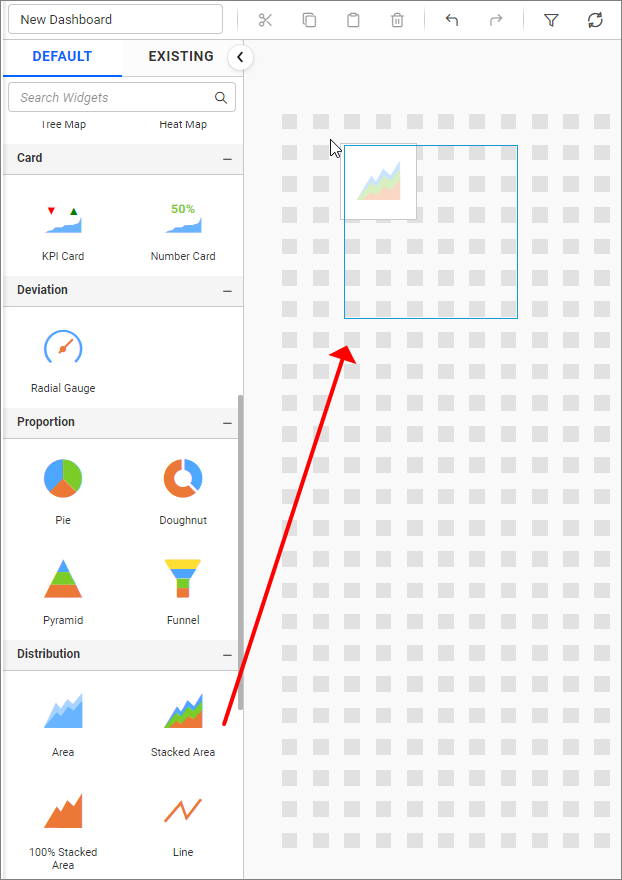 New Dashboard
DEFAULT
EXISTING
Search Widgets
Tree Map
Heat Map
Card
50%
KPI Card
Number Card
Deviation
Radial Gauge
Proportion
Pie
Doughnut
Pyramid
Funnel
Distribution
Area
Stacked Area
100% Stacked
Area
Line